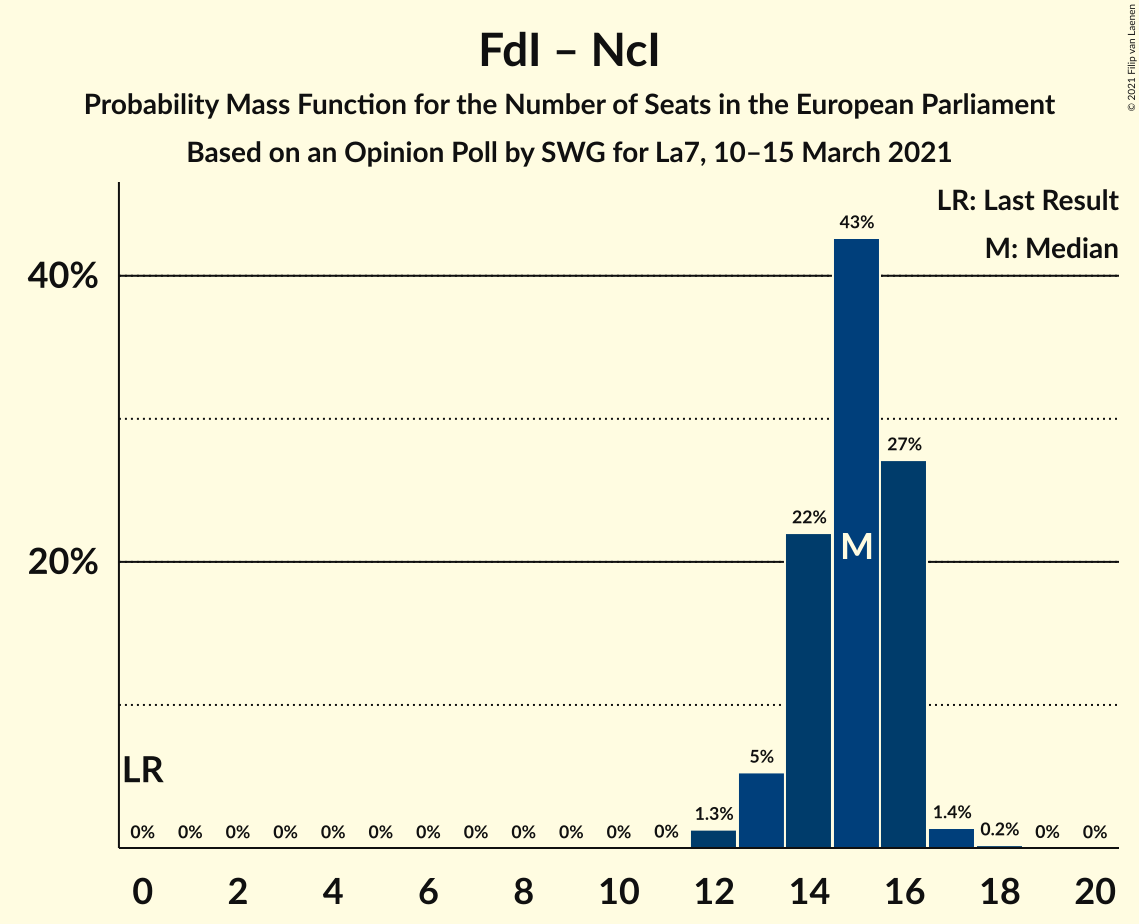 FdI – NcI
Probability Mass Function for the Number of Seats in the European Parliament
Based on an Opinion Poll by SWG for La7, 10–15 March 2021
© 2021 Filip van Laenen
LR: Last Result
M: Median
40%
20%
43%
27%
22%
M
5%
LR
1.3%
1.4%
0.2%
0% 0% 0% 0% 0% 0% 0% 0% 0% 0% 0% 0% 0% 0%
0 2 4 6 8 10 12 14 16 18 20